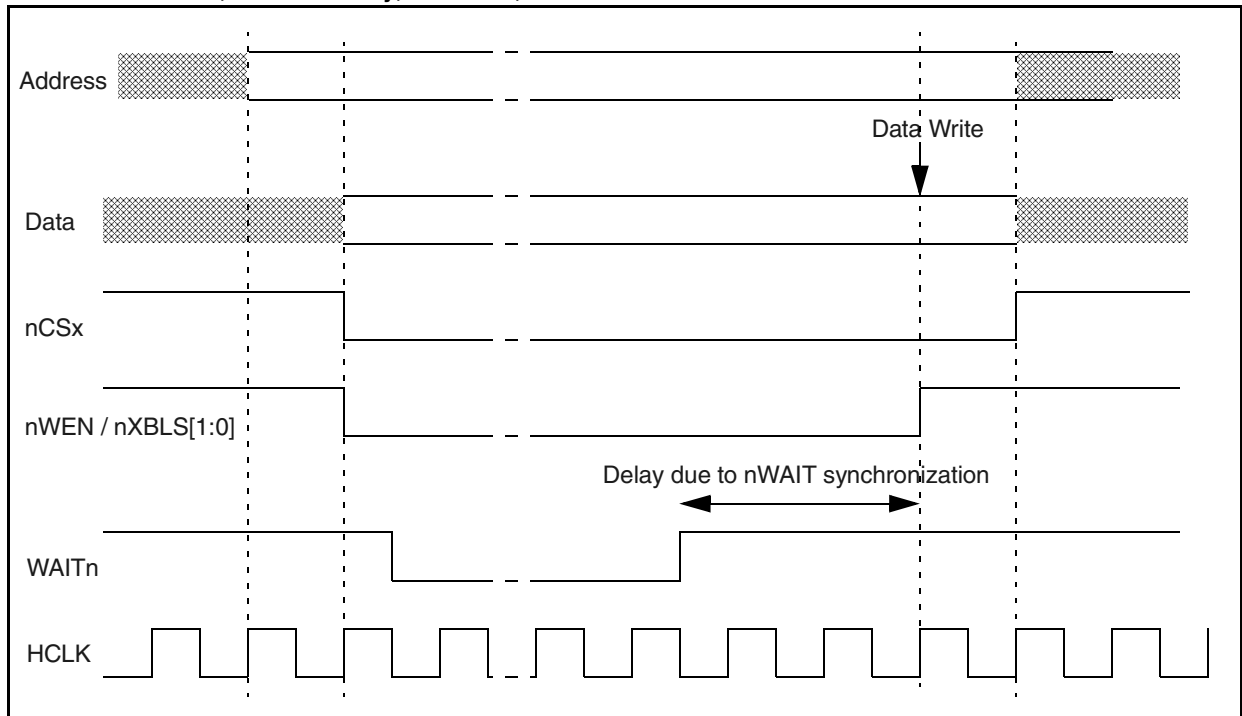 Address
Data Write
Data
nCSx
nWEN / nXBLS[1:0]
Delay due to nWAIT synchronization
WAITn
HCLK